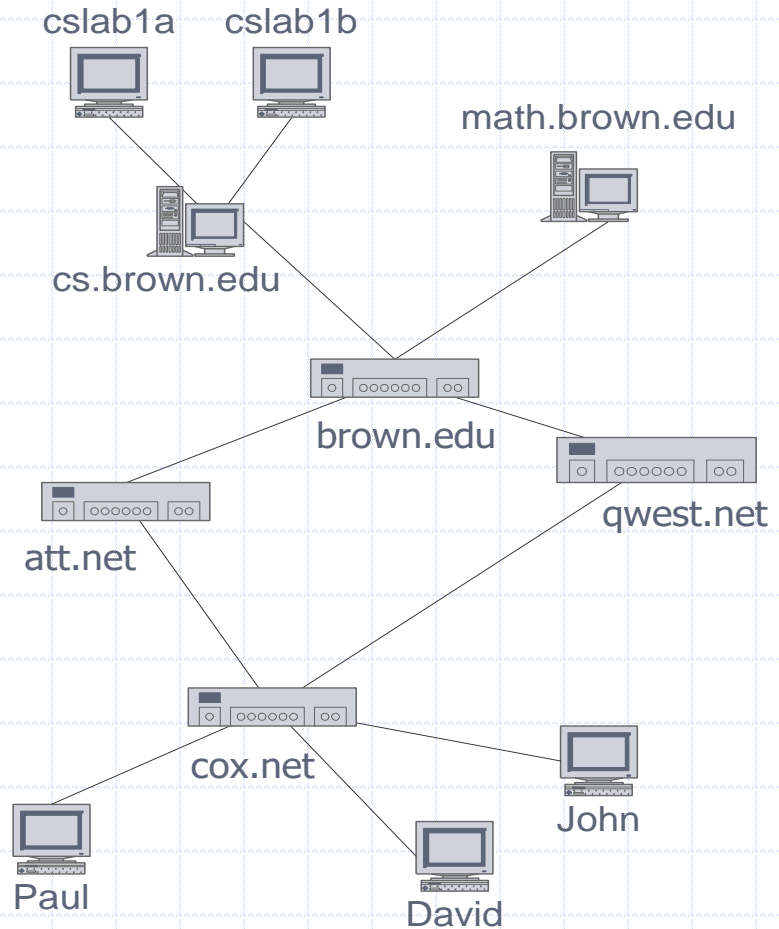 cslab1a
cslab1b
math.brown.edu
cs.brown.edu
brown.edu
qwest.net
att.net
cox.net
John
Paul
David